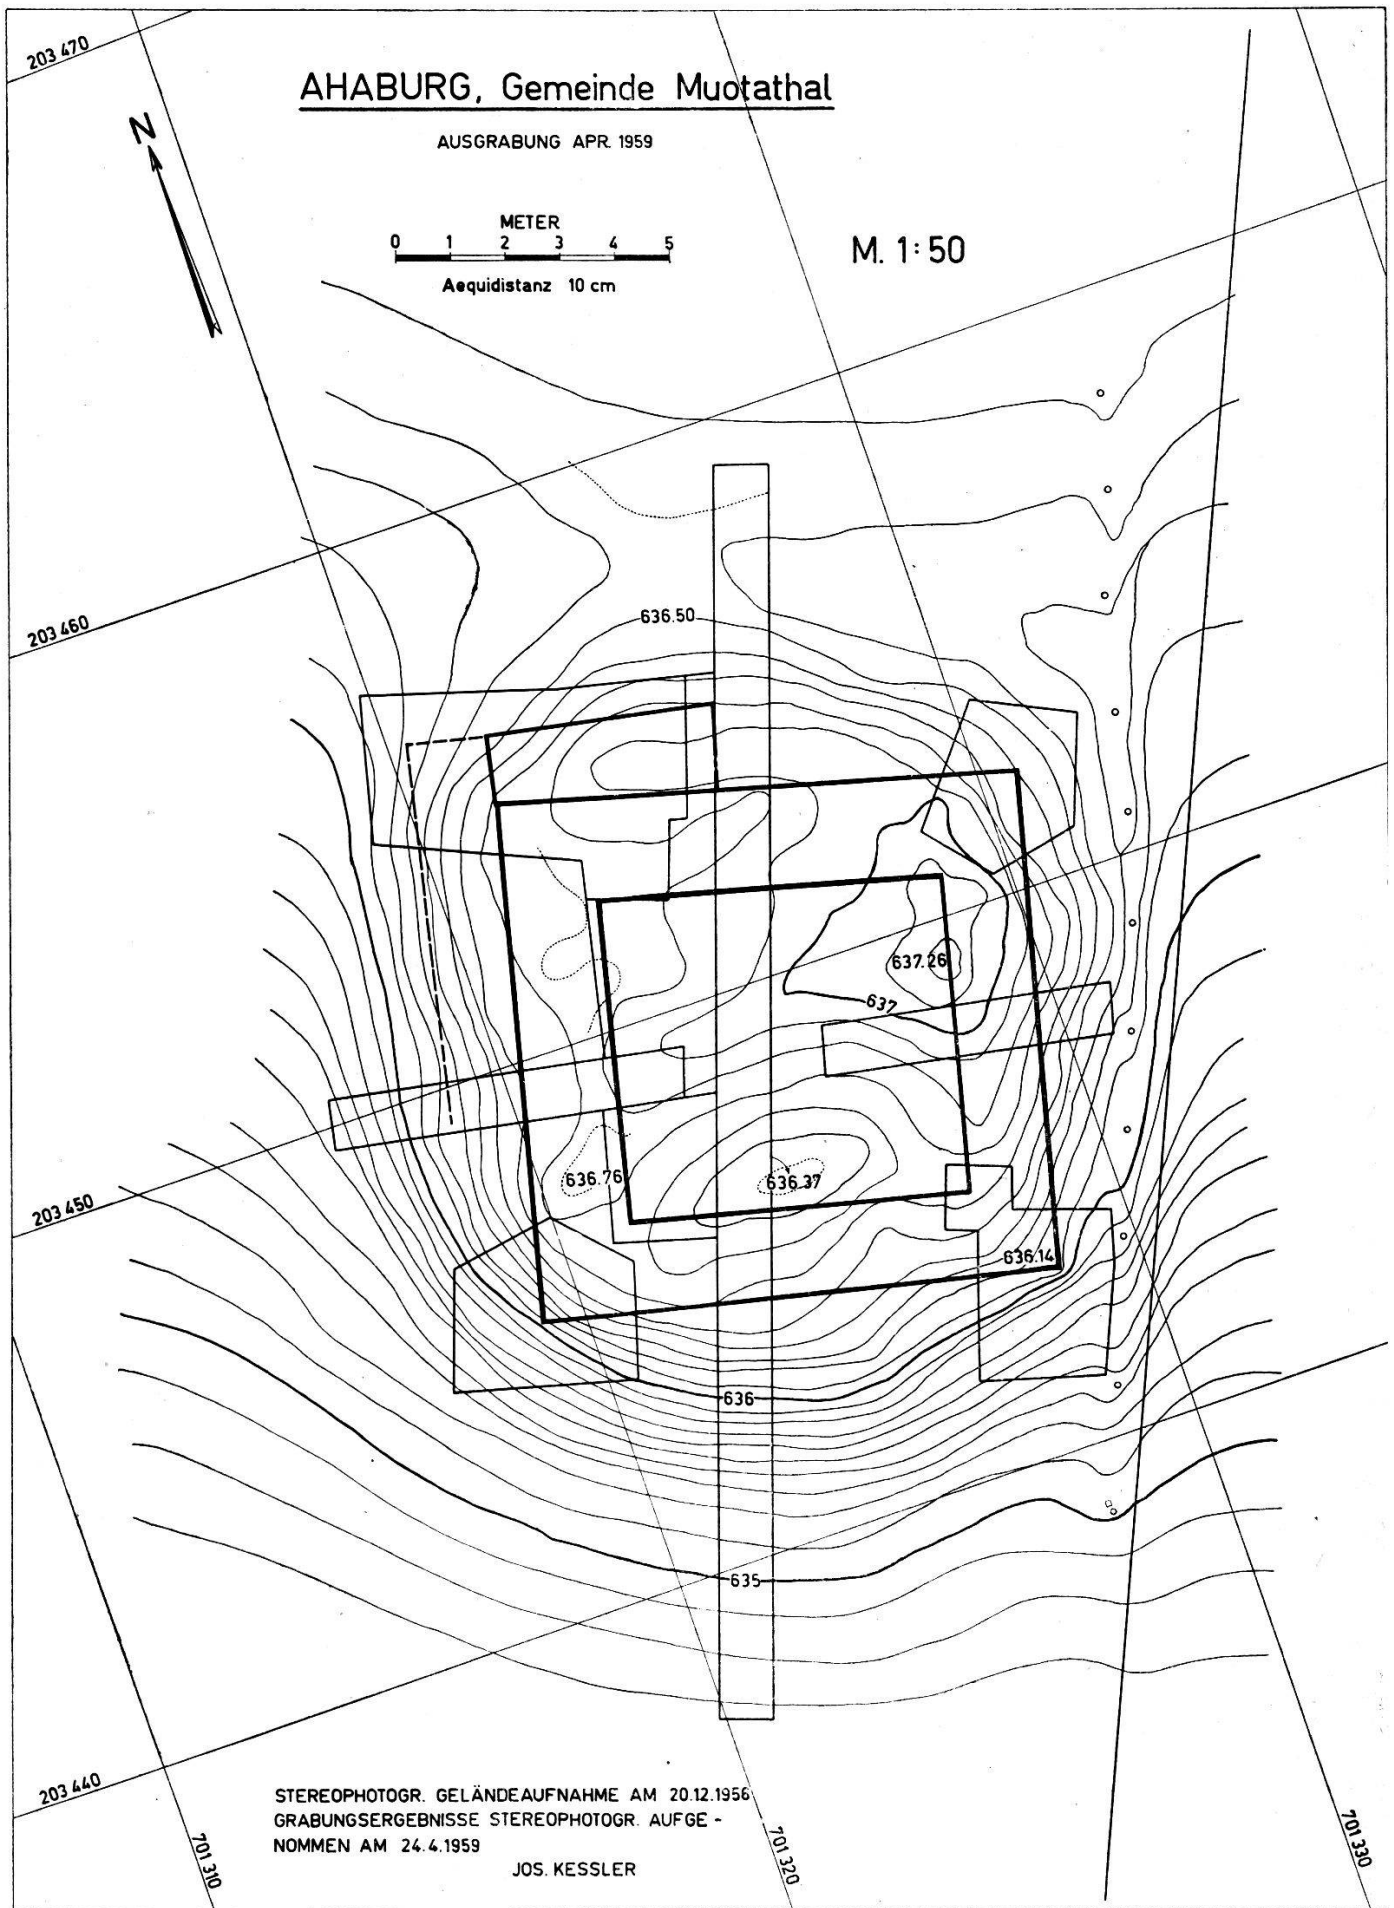 203 470
AHABURG, Gemeinde Muotathal
N
AUSGRABUNG APR. 1959
METER
0 1 2 3 4 5
M. 1:50
Aequidistanz 10 cm
203 460
636.50
637.26
637
636.76
636.37
203 450
636.14
636
635
203 440
STEREOPHOTOGR. GELÄNDEAUFNAHME AM 20.12.1956
GRABUNGSERGEBNISSE STEREOPHOTOGR. AUFGE -
NOMMEN AM 24.4.1959
JOS. KESSLER
701 310
701 320
701 330